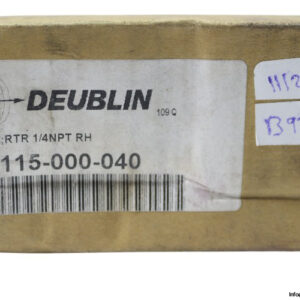 DEUBLIN
109 Q
;RTR 1/4NPT RH
115-000-040